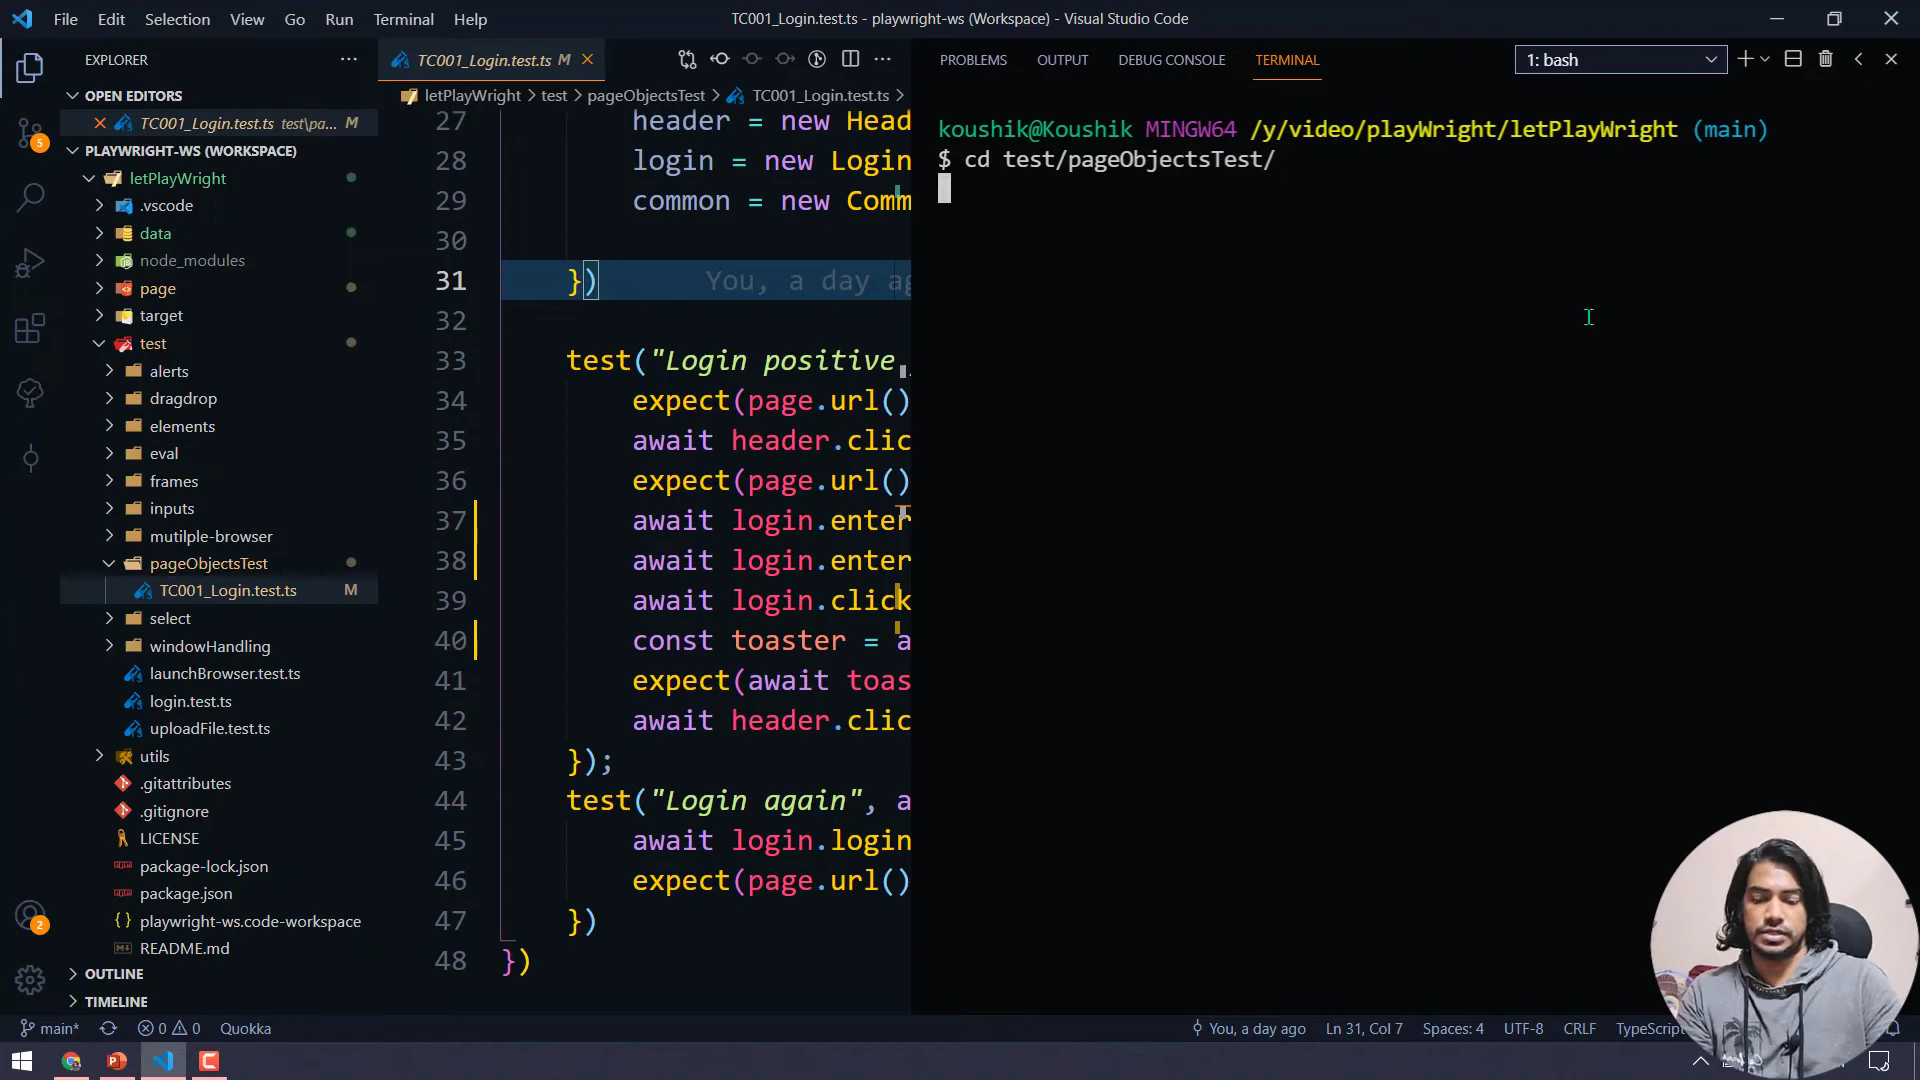 File Edit Selection View Go Run Terminal Help
TC001_Login.test.ts - playwright-ws (Workspace) - Visual Studio Code
EXPLORER
OPEN EDITORS
TC001_Login.test.ts test\pa... M
PLAYWRIGHT-WS (WORKSPACE)
letPlayWright
.vscode
data
node_modules
page
target
test
alerts
dragdrop
elements
eval
frames
inputs
mutilple-browser
pageObjectsTest
TC001_Login.test.ts M
select
windowHandling
launchBrowser.test.ts
login.test.ts
uploadFile.test.ts
utils
.gitattributes
.gitignore
LICENSE
package-lock.json
package.json
playwright-ws.code-workspace
README.md
OUTLINE
TIMELINE
5
2
TC001_Login.test.ts M
letPlayWright > test > pageObjectsTest > TC001_Login.test.ts >
27 header = new Head
28 login = new Login
29 common = new Comm
30
31 }) You, a day ag
32
33 test("Login positive
34 expect(page.url()
35 await header.clic
36 expect(page.url()
37 await login.enter
38 await login.enter
39 await login.click
40 const toaster = a
41 expect(await toas
42 await header.clic
43 });
44 test("Login again", a
45 await login.login
46 expect(page.url()
47 })
48 })
PROBLEMS OUTPUT DEBUG CONSOLE TERMINAL
1: bash
koushik@Koushik MINGW64 /y/video/playWright/letPlayWright (main)
$ cd test/pageObjectsTest/
main* 0 0 Quokka
You, a day ago Ln 31, Col 7 Spaces: 4 UTF-8 CRLF TypeScript